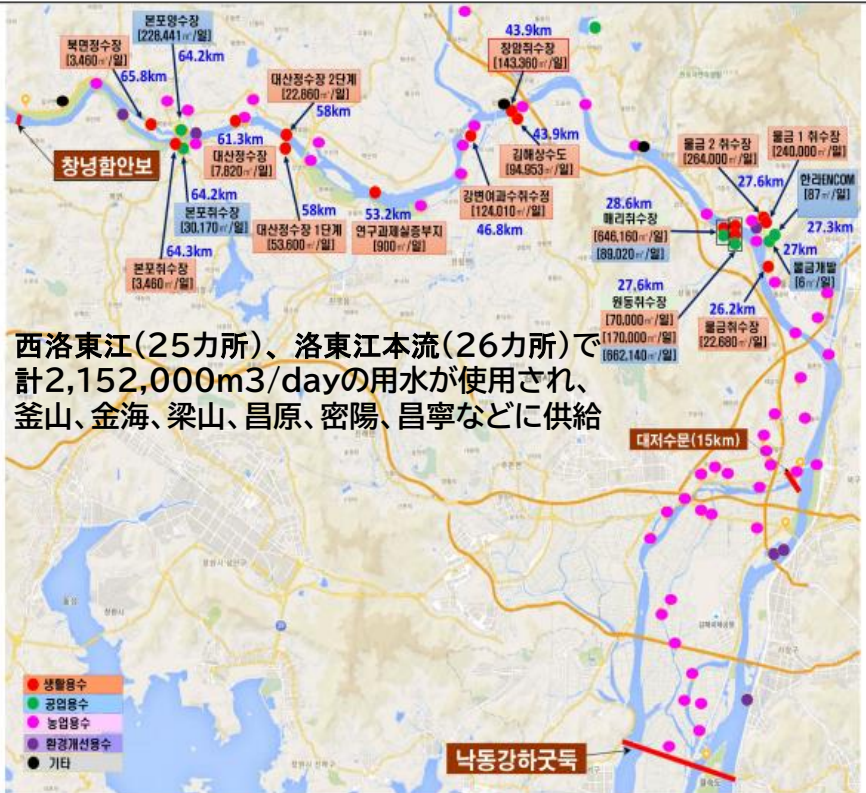 본포양수장
[228,441㎥/일]
64.2km
북면정수장
[3,460㎥/일]
65.8km
창녕함안보
61.3km
대산정수장
[7,820㎥/일]
대산정수장 2단계
[22,860㎥/일]
58km
64.2km
본포취수장
[30,170㎥/일]
64.3km
본포취수장
[3,460㎥/일]
58km
대산정수장 1단계
[53,600㎥/일]
53.2km
연구과제실증부지
[900㎥/일]
43.9km
창암취수장
[143,360㎥/일]
43.9km
김해상수도
[94,953㎥/일]
강변여과수취수정
[124,010㎥/일]
46.8km
물금 2 취수장
[264,000㎥/일]
물금 1 취수장
[240,000㎥/일]
27.6km
한라ENCOM
[87㎥/일]
27.3km
28.6km
매리취수장
[646,160㎥/일]
[89,020㎥/일]
27km
물금개발
[6㎥/일]
27.6km
원동취수장
[70,000㎥/일]
[170,000㎥/일]
[662,140㎥/일]
26.2km
물금취수장
[22,680㎥/일]
西洛東江(25カ所)、洛東江本流(26カ所)で
計2,152,000m3/dayの用水が使用され、
釜山、金海、梁山、昌原、密陽、昌寧などに供給
대저수문(15km)
낙동강하굿둑
생활용수
공업용수
농업용수
환경개선용수
기타